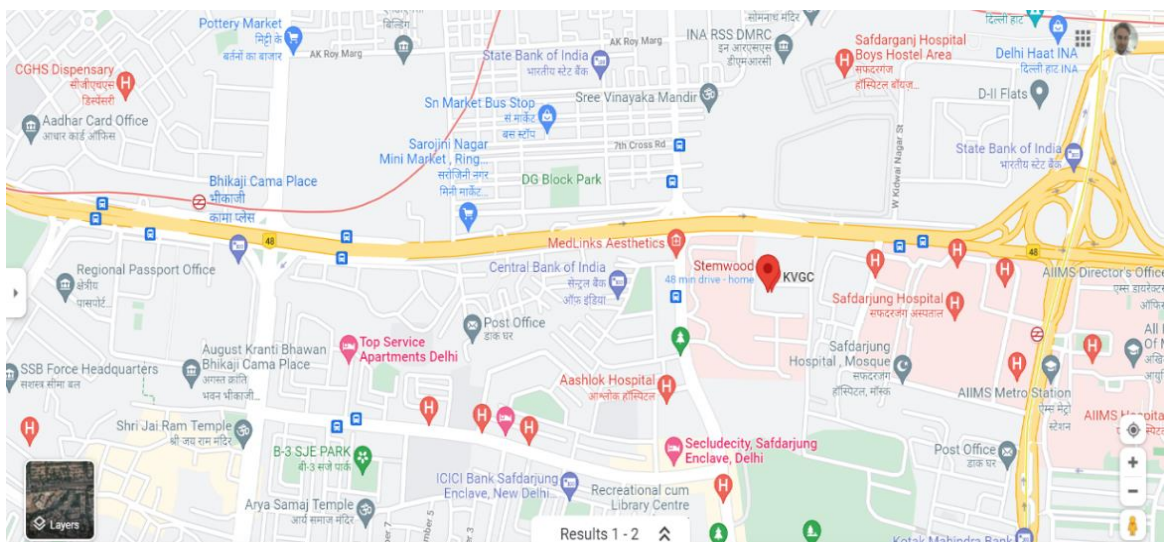 Pottery Market
मिट्टी के
बर्तनों का बाजार
AK Roy Marg
CGHS Dispensary
सीजीएचएस
डिस्पेंसरी
Aadhar Card Office
आधार कार्ड ऑफिस
State Bank of India
भारतीय स्टेट बैंक
AK Roy Marg
INA RSS DMRC
इन आरएसएस
डीएमआरसी
Safdarganj Hospital
Boys Hostel Area
सफदरगंज
हॉस्पिटल बॉयज़...
दिल्ली हाट
Delhi Haat INA
दिल्ली हाट INA
D-II Flats
Sn Market Bus Stop
सं मार्केट
बस स्टॉप
Sree Vinayaka Mandir
7th Cross Rd
Sarojini Nagar
Mini Market , Ring...
सरोजिनी नगर
मिनी मार्केट...
DG Block Park
W Kidwai Nagar St
State Bank of India
भारतीय स्टेट बैंक
Bhikaji Cama Place
भीकाजी
कामा प्लेस
48
MedLinks Aesthetics
48
Regional Passport Office
क्षेत्रीय
पासपोर्ट...
Central Bank of India
सेन्ट्रल बैंक
ऑफ़ इंडिया
Stemwood
48 min drive - home
KVGC
AIIMS Director's Office
Safdarjung Hospital
सफदरजंग अस्पताल
Post Office
डाक घर
Top Service
Apartments Delhi
August Kranti Bhawan
Bhikaji Cama Place
अगस्त क्रांति
भवन भीकाजी...
SSB Force Headquarters
सशस्त्र सीमा बल
Safdarjung
Hospital , Mosque
सफदरजंग
हॉस्पिटल, मॉस्क
Aashlok Hospital
आश्लोक हॉस्पिटल
AIIMS Metro Station
एम्स मेट्रो
स्टेशन
AIIMS Hospital
Shri Jai Ram Temple
श्री जय राम मंदिर
B-3 SJE PARK
बी-3 सजे पार्क
Secludecity, Safdarjung
Enclave, Delhi
Post Office
डाक घर
ICICI Bank Safdarjung
Enclave, New Delhi...
Recreational cum
Library Centre
Arya Samaj Temple
आर्य समाज मंदिर
Layers
Results 1 - 2
Kotak Mahindra Bank